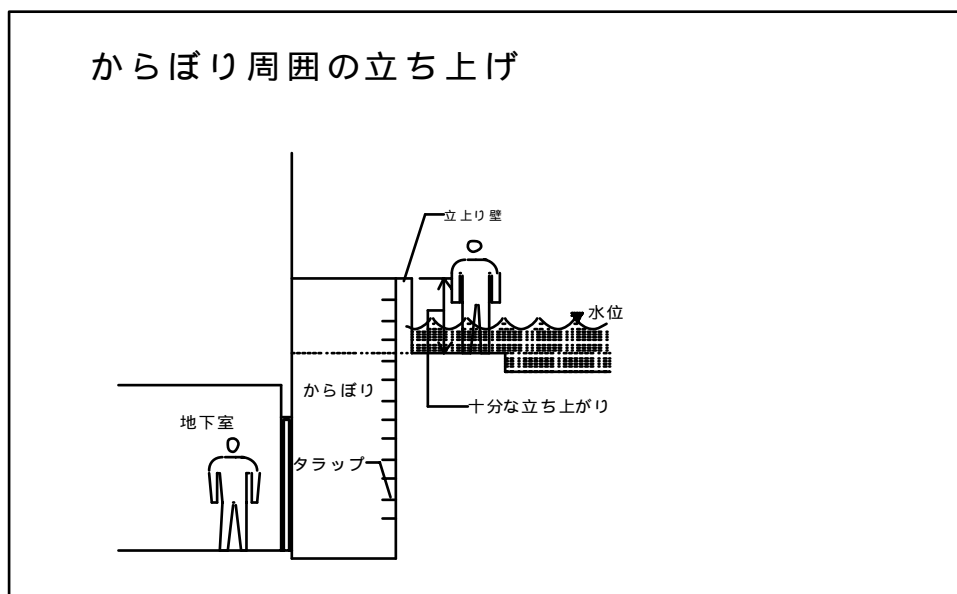 からぼり周囲の立ち上げ
立上り壁
水位
からぼり
十分な立ち上がり
地下室
タラップ